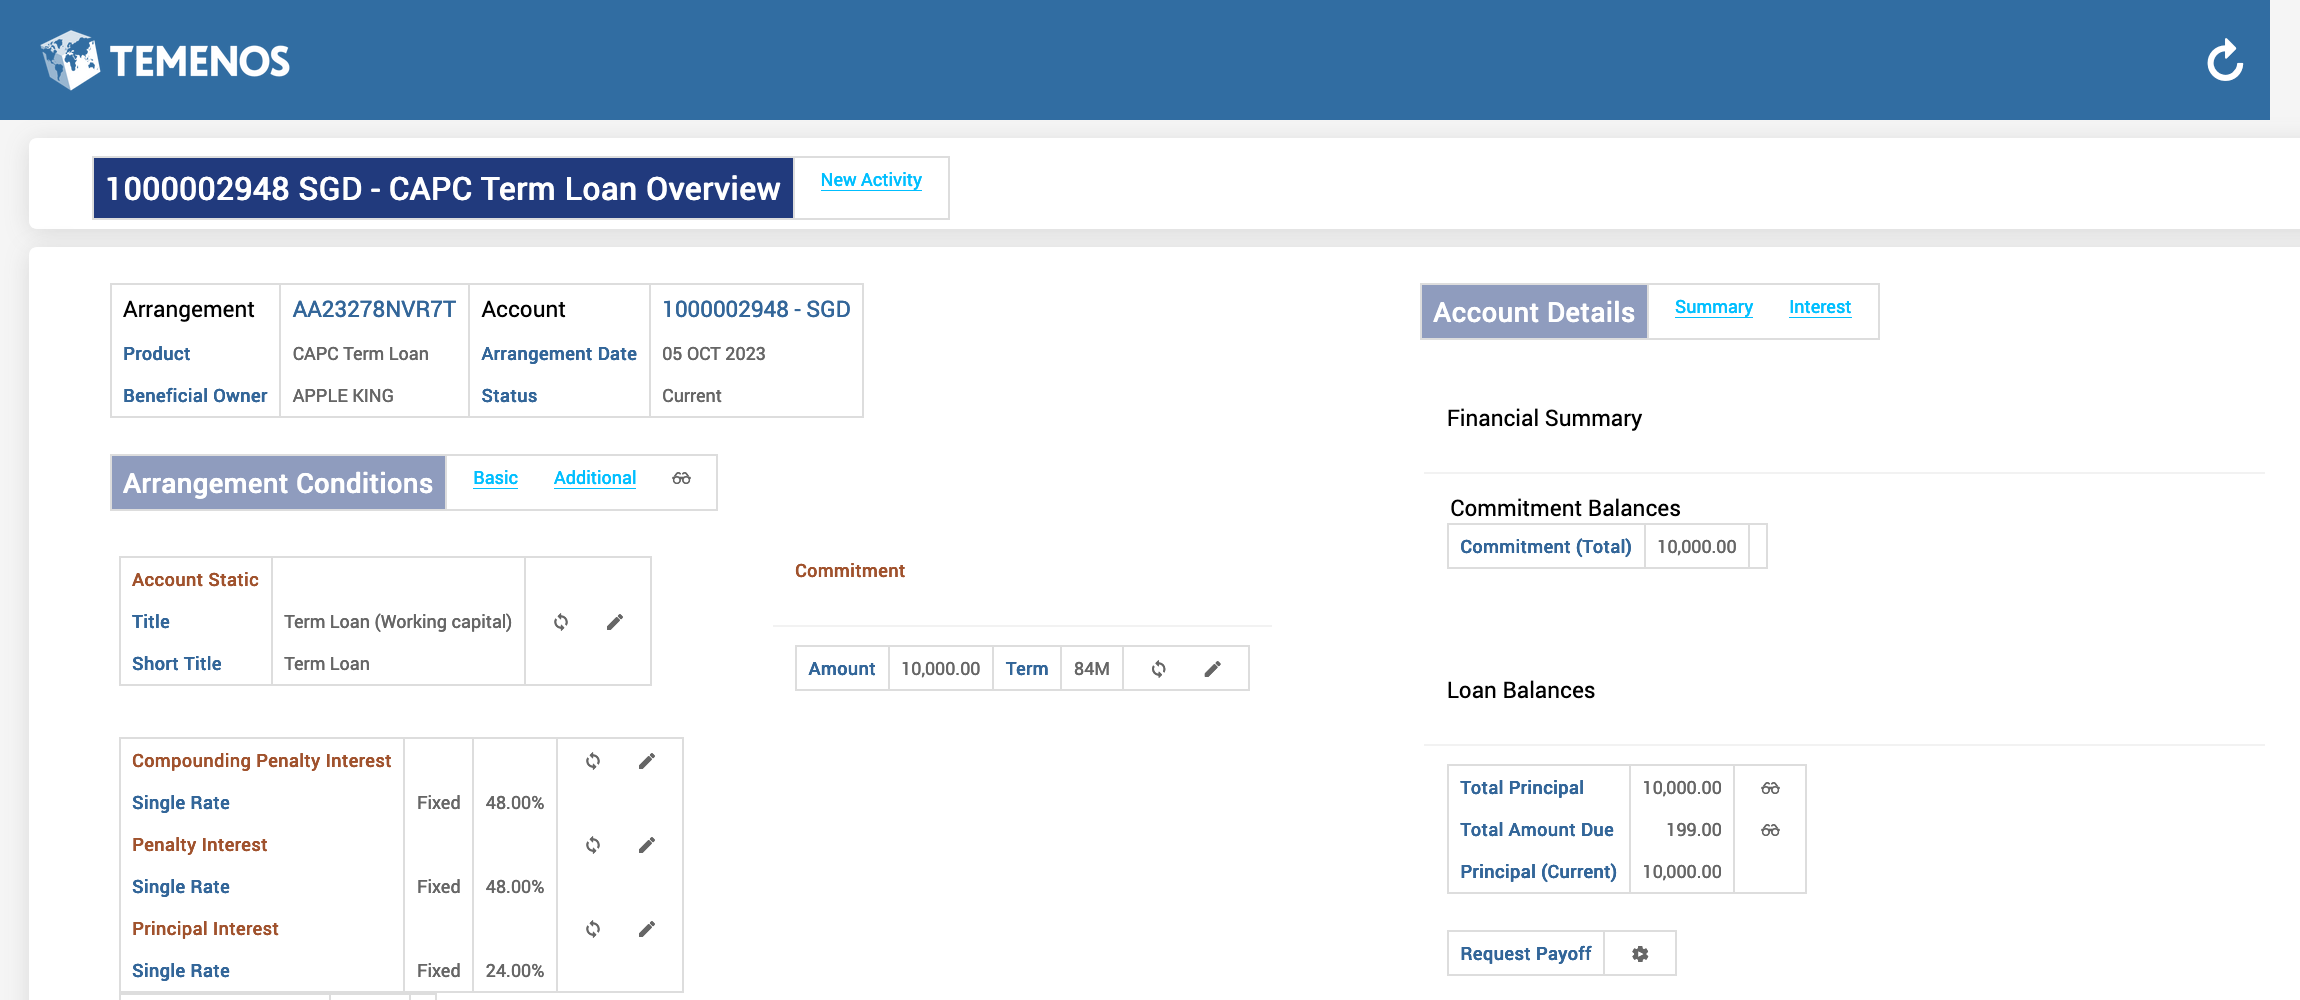 TEMENOS
1000002948 SGD - CAPC Term Loan Overview New Activity
Arrangement AA23278NVR7T Account 1000002948 - SGD
Product CAPC Term Loan Arrangement Date 05 OCT 2023
Beneficial Owner APPLE KING Status Current
Arrangement Conditions Basic Additional
Account Static
Title Term Loan (Working capital)
Short Title Term Loan
Commitment
Amount 10,000.00 Term 84M
Compounding Penalty Interest
Single Rate Fixed 48.00%
Penalty Interest
Single Rate Fixed 48.00%
Principal Interest
Single Rate Fixed 24.00%
Account Details Summary Interest
Financial Summary
Commitment Balances
Commitment (Total) 10,000.00
Loan Balances
Total Principal 10,000.00
Total Amount Due 199.00
Principal (Current) 10,000.00
Request Payoff